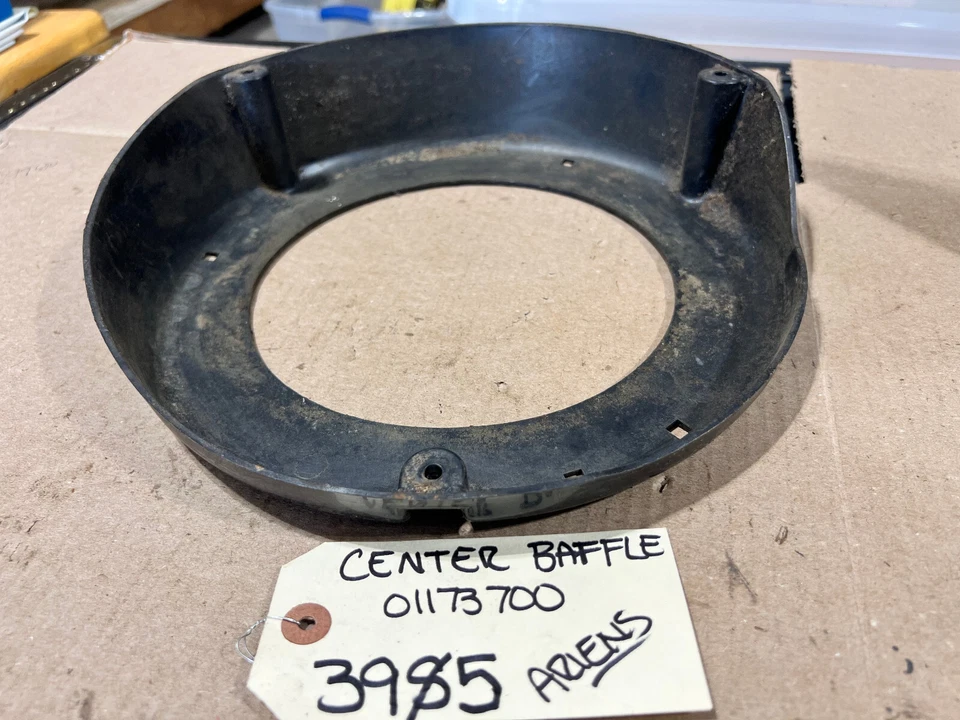 CENTER BAFFLE
01173700
3985
ARIENS